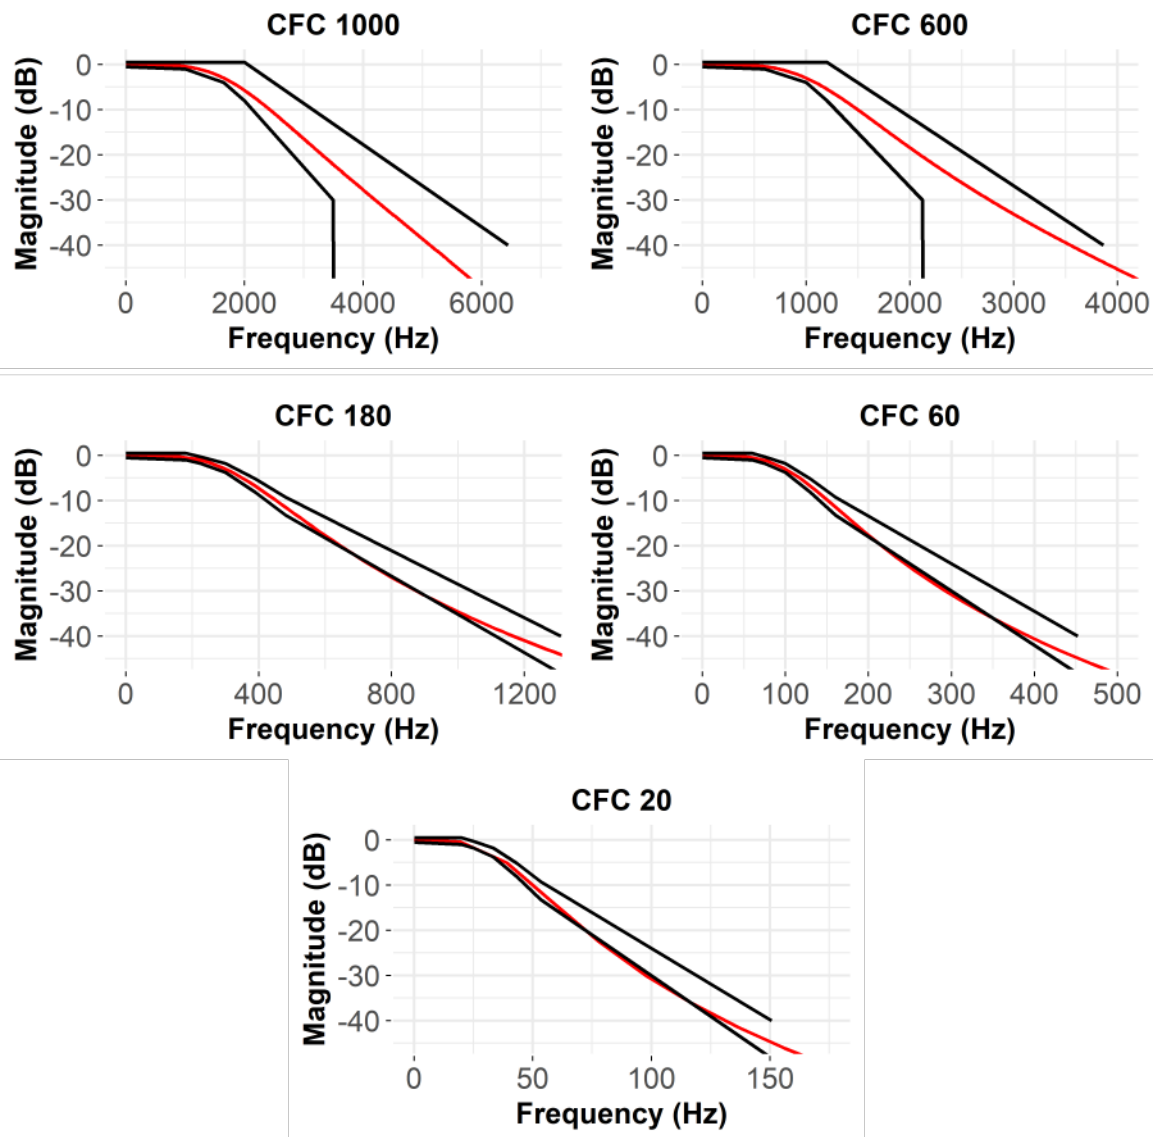 CFC 1000
Magnitude (dB)
0
-10
-20
-30
-40
0 2000 4000 6000
Frequency (Hz)
CFC 600
Magnitude (dB)
0
-10
-20
-30
-40
0 1000 2000 3000 4000
Frequency (Hz)
CFC 180
Magnitude (dB)
0
-10
-20
-30
-40
0 400 800 1200
Frequency (Hz)
CFC 60
Magnitude (dB)
0
-10
-20
-30
-40
0 100 200 300 400 500
Frequency (Hz)
CFC 20
Magnitude (dB)
0
-10
-20
-30
-40
0 50 100 150
Frequency (Hz)